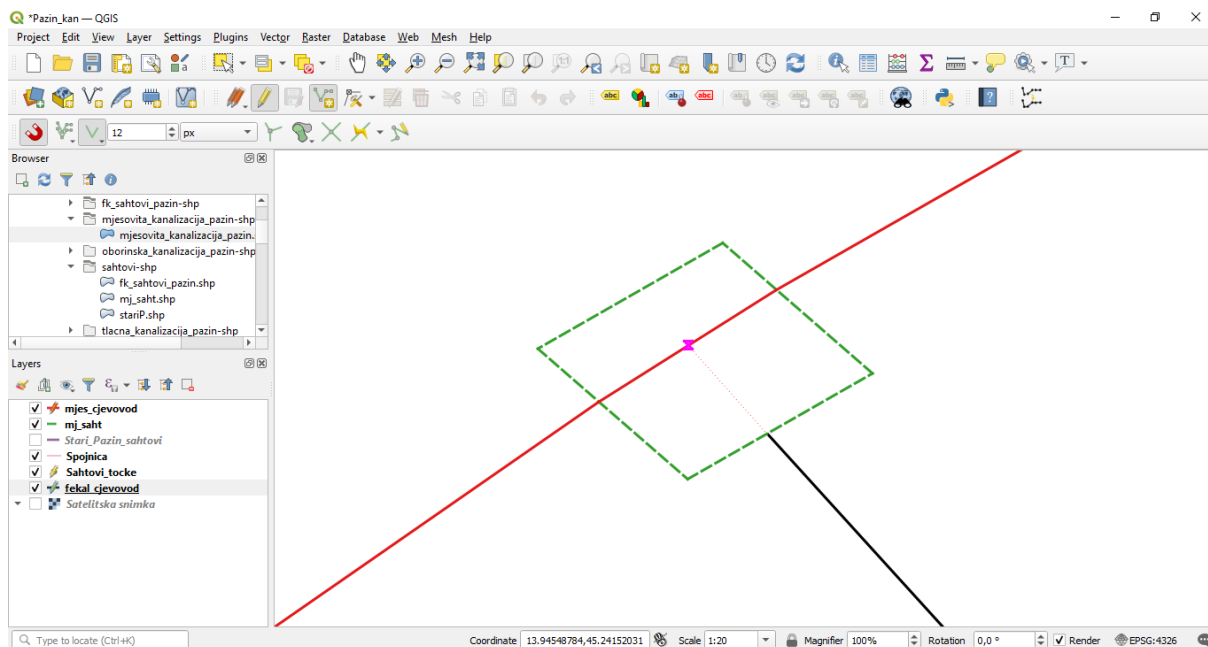 *Pazin_kan — QGIS
Project Edit View Layer Settings Plugins Vector Raster Database Web Mesh Help
abc ab abc
12 px
Browser
fk_sahtovi_pazin-shp
mjesovita_kanalizacija_pazin-shp
mjesovita_kanalizacija_pazin.
oborinska_kanalizacija_pazin-shp
sahtovi-shp
fk_sahtovi_pazin.shp
mj_saht.shp
stariP.shp
tlacna_kanalizacija_pazin-shp
Layers
mjes_cjevovod
mj_saht
Stari_Pazin_sahtovi
Spojnica
Sahtovi_tocke
fekal_cjevovod
Satelitska snimka
Type to locate (Ctrl+K) Coordinate 13.94548784,45.24152031 Scale 1:20 Magnifier 100% Rotation 0,0 ° Render EPSG:4326